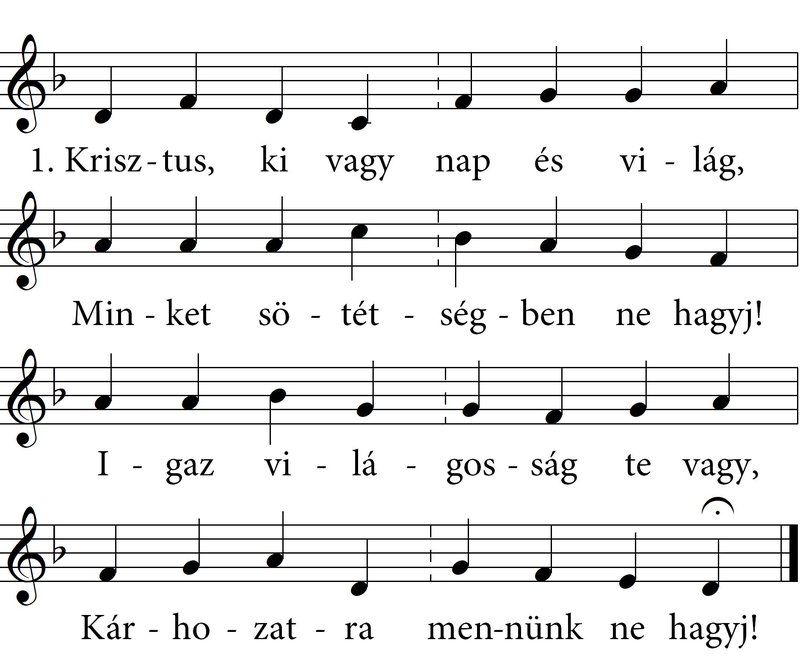 1. Krisz-tus, ki vagy nap és vi - lág,
Min - ket sö - tét - ség - ben ne hagyj!
I - gaz vi - lá - gos - ság te vagy,
Kár - ho - zat - ra men-nünk ne hagyj!